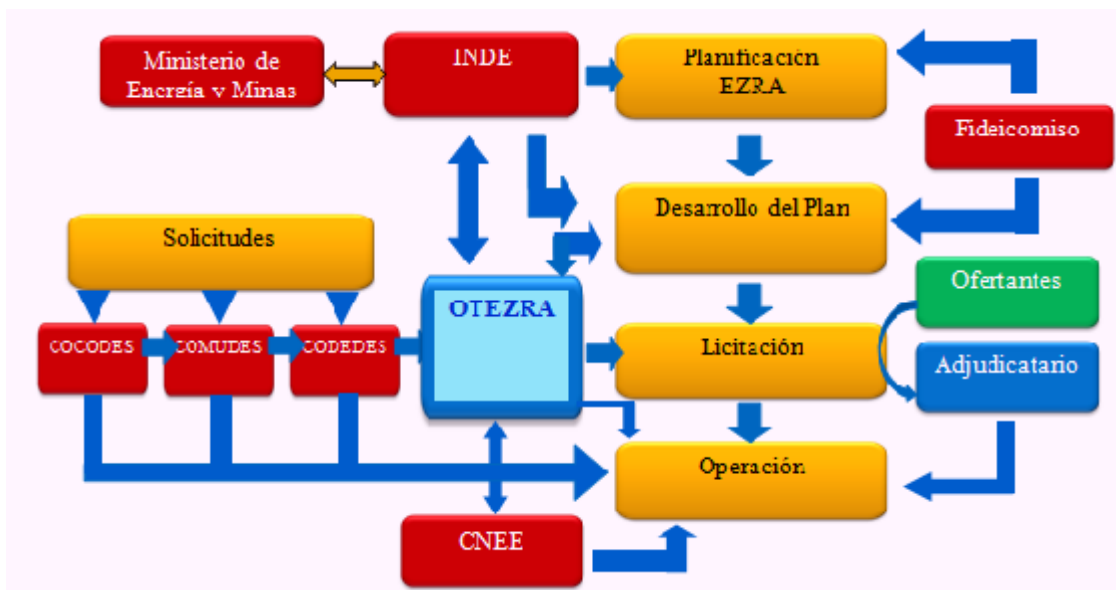 Ministerio de
Energía y Minas
INDE
Planificación
EZRA
Fideicomiso
Desarrollo del Plan
Solicitudes
Ofertantes
OTEZRA
COCODES
COMUDES
CODEDES
Licitación
Adjudicatario
Operación
CNEE